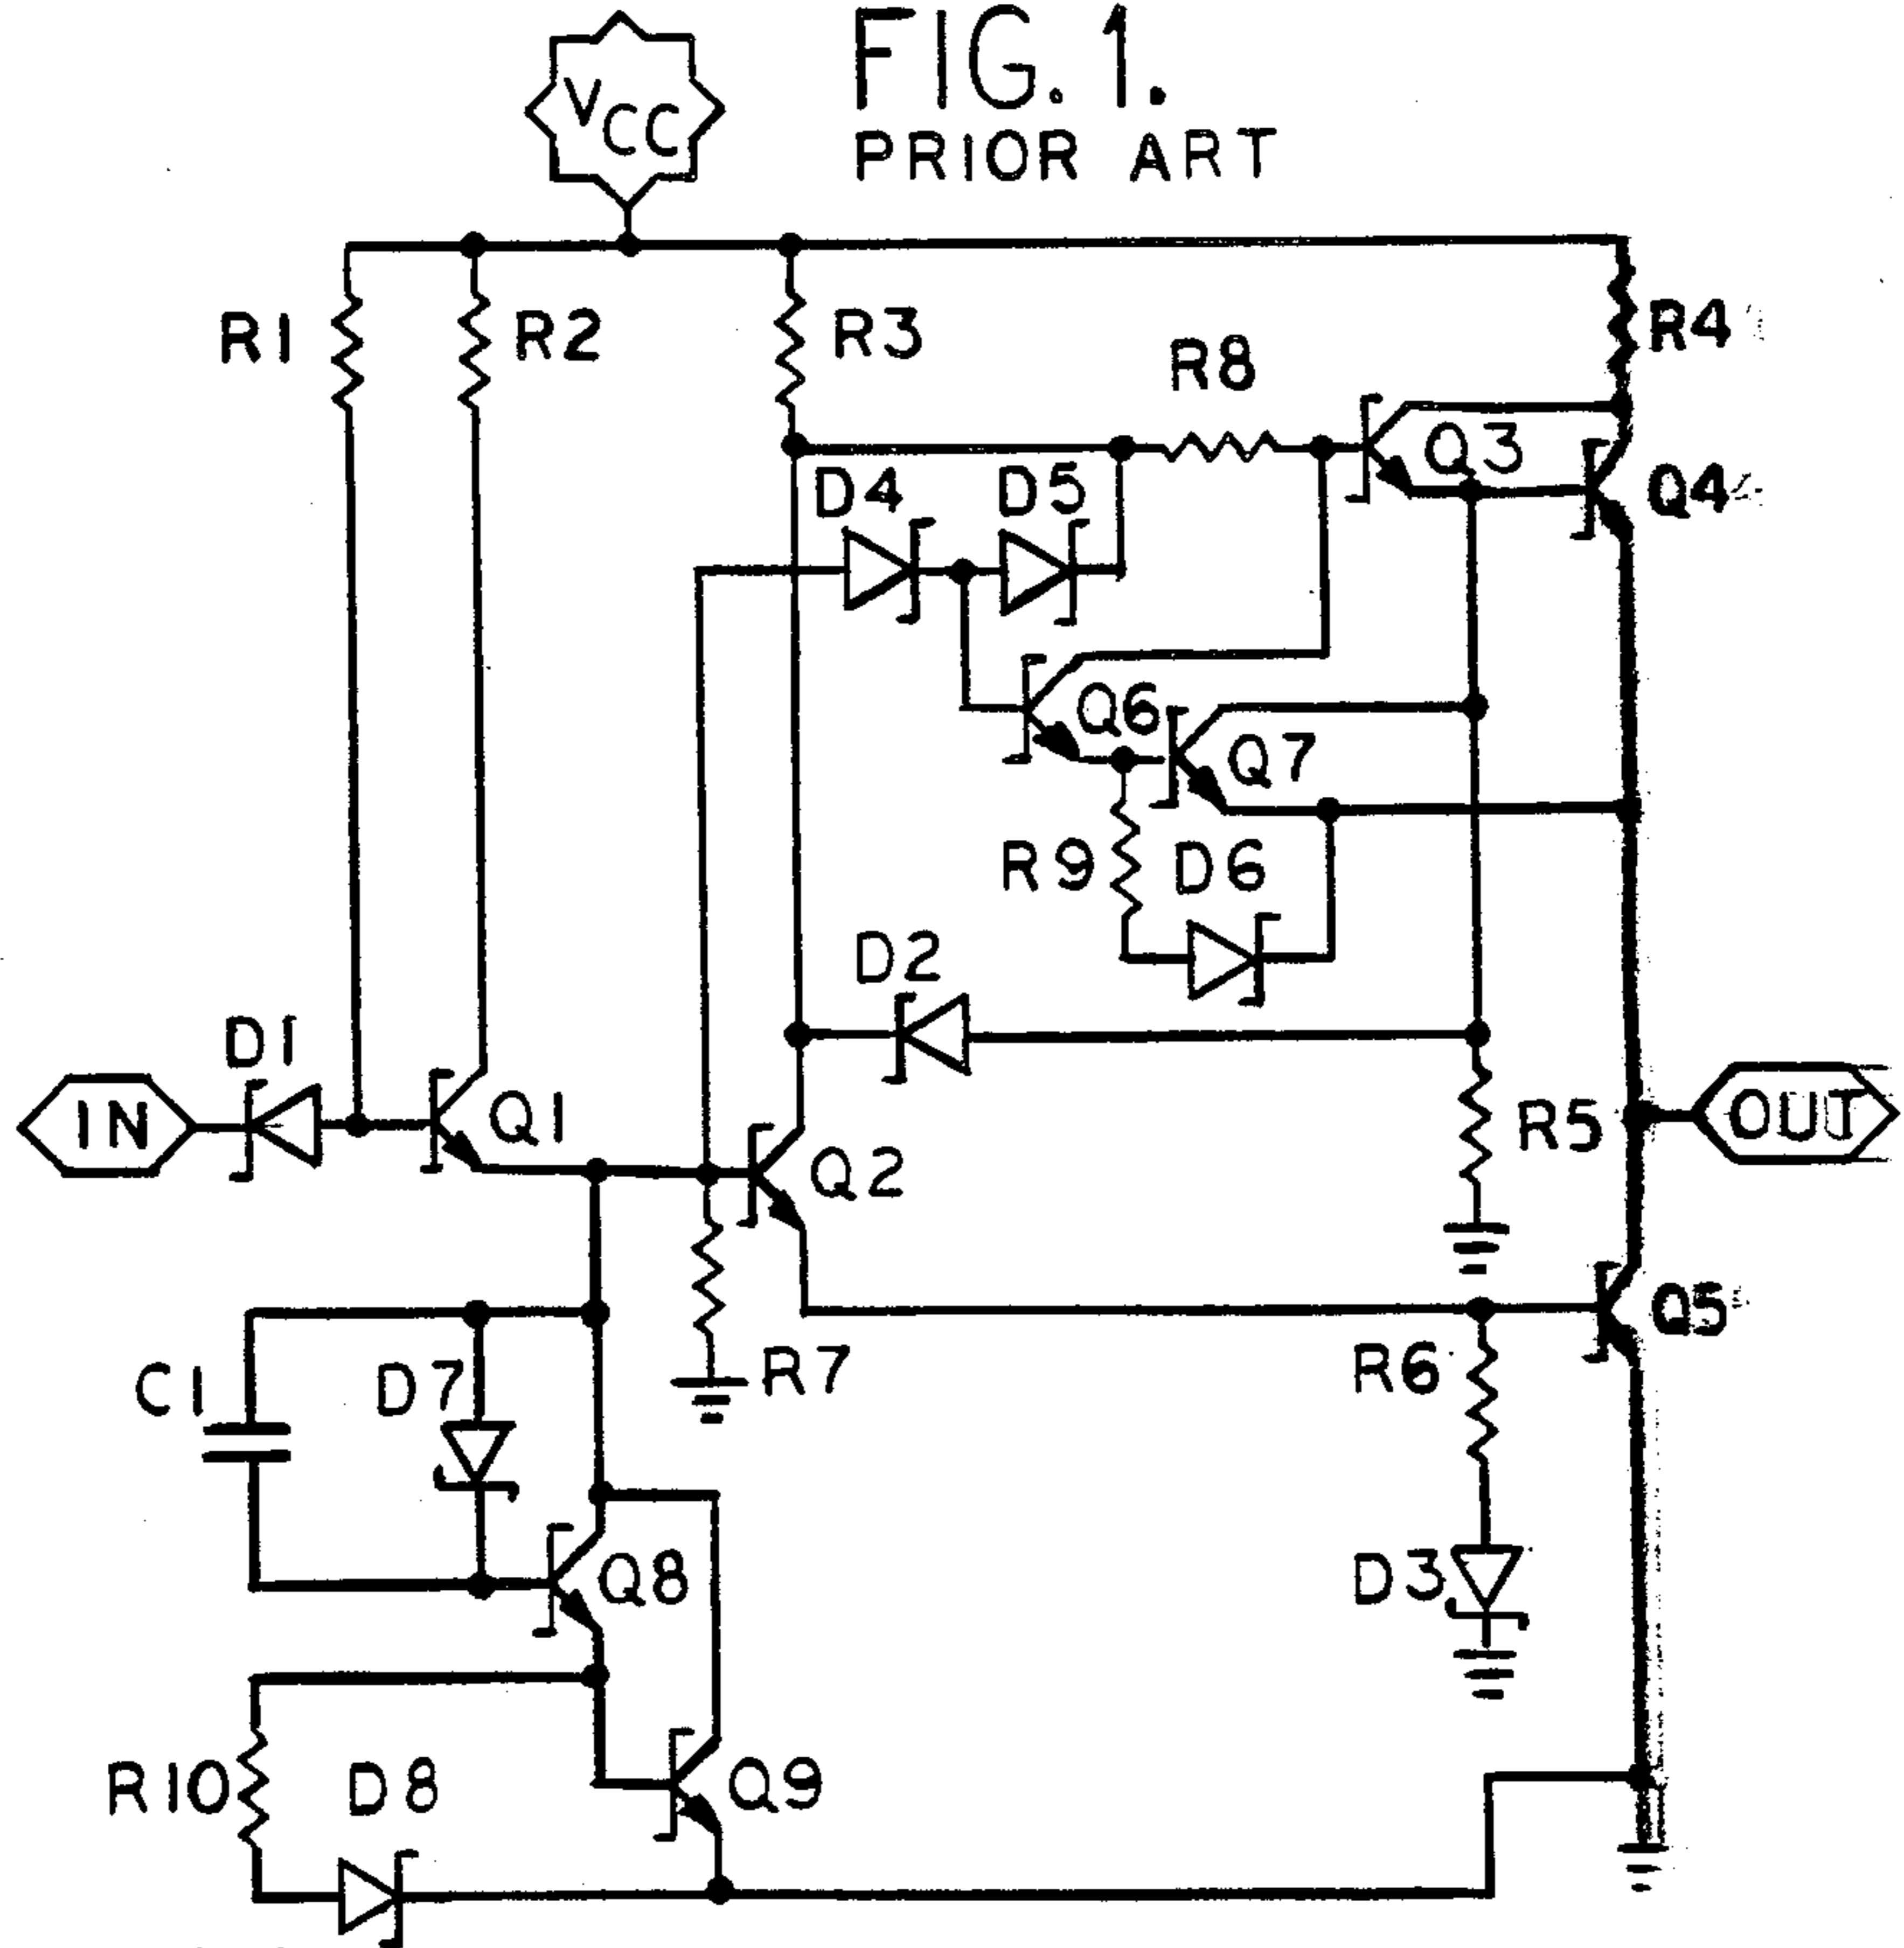 FIG. 1.
PRIOR ART
VCC
R1
R2
R3
R4
R8
Q3
D4
D5
Q4
Q6
Q7
R9
D6
D2
D1
IN
Q1
R5
OUT
Q2
Q5
C1
D7
R7
R6
Q8
D3
R10
D8
Q9